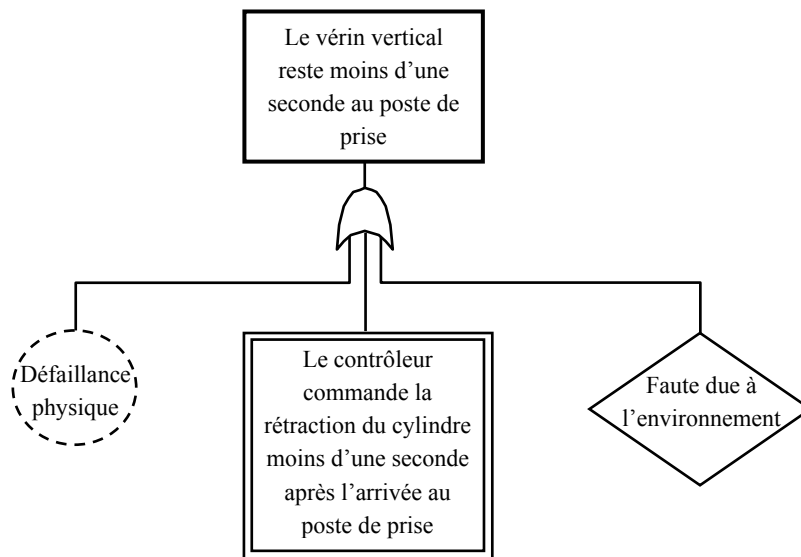 Le vérin vertical
reste moins d’une
seconde au poste de
prise
Défaillance
physique
Le contrôleur
commande la
rétraction du cylindre
moins d’une seconde
après l’arrivée au
poste de prise
Faute due à
l’environnement